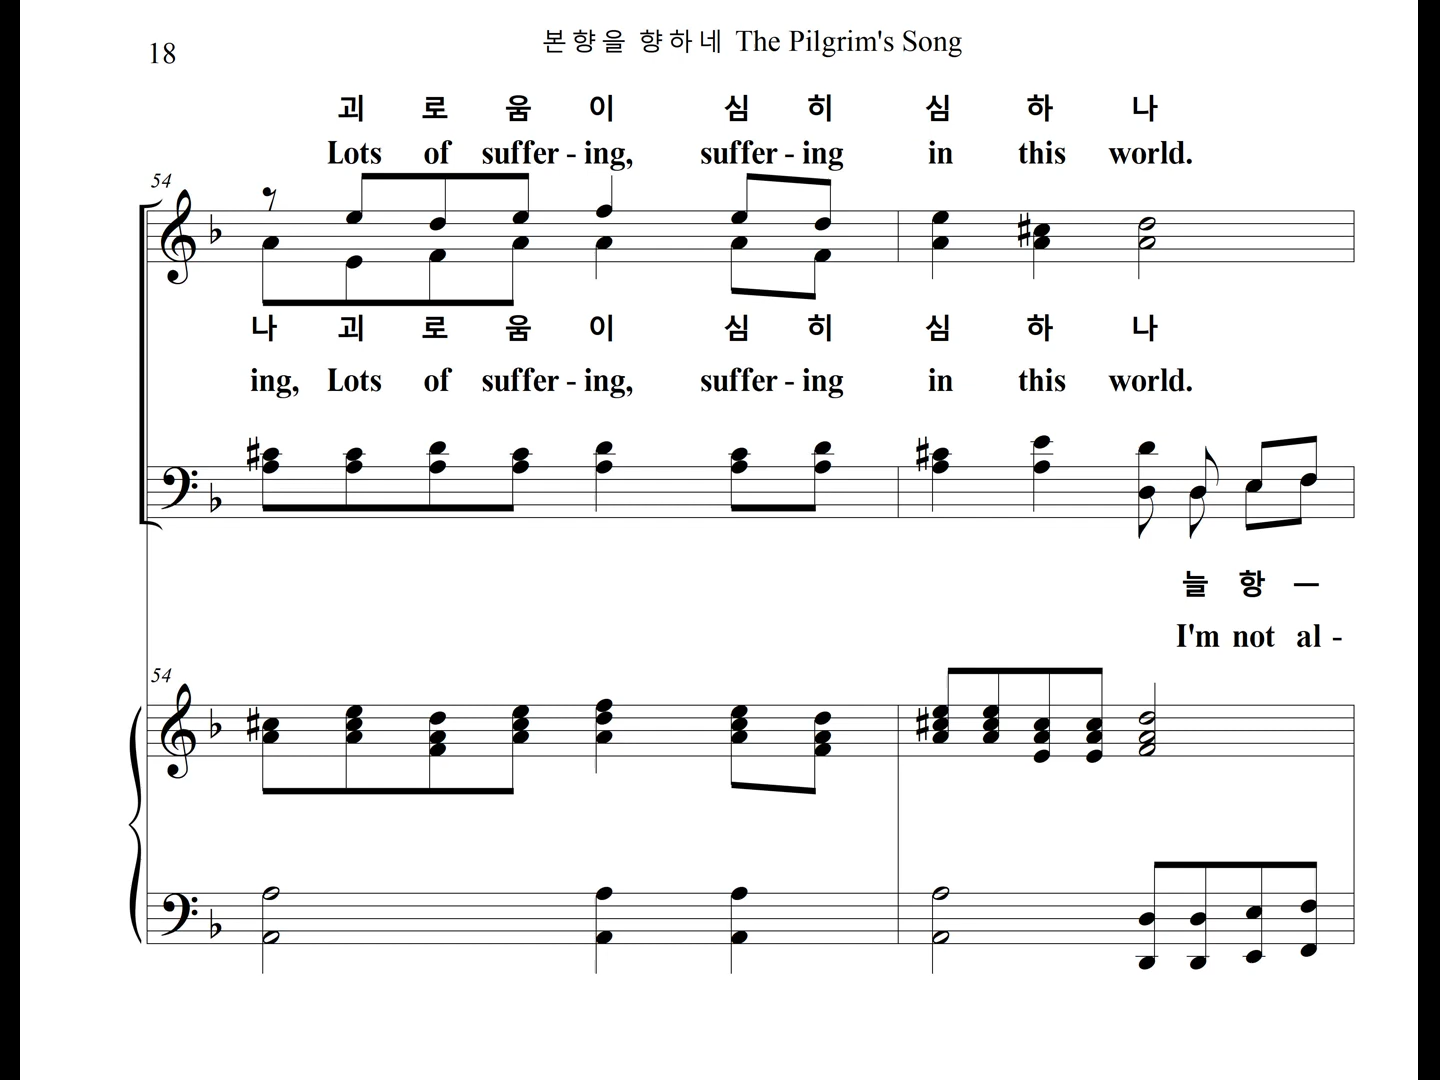 18
본향을 향하네 The Pilgrim's Song
괴 로 움 이 심 히 심 하 나
Lots of suffer - ing, suffer - ing in this world.
54
나 괴 로 움 이 심 히 심 하 나
ing, Lots of suffer - ing, suffer - ing in this world.
늘 항 —
I'm not al -
54